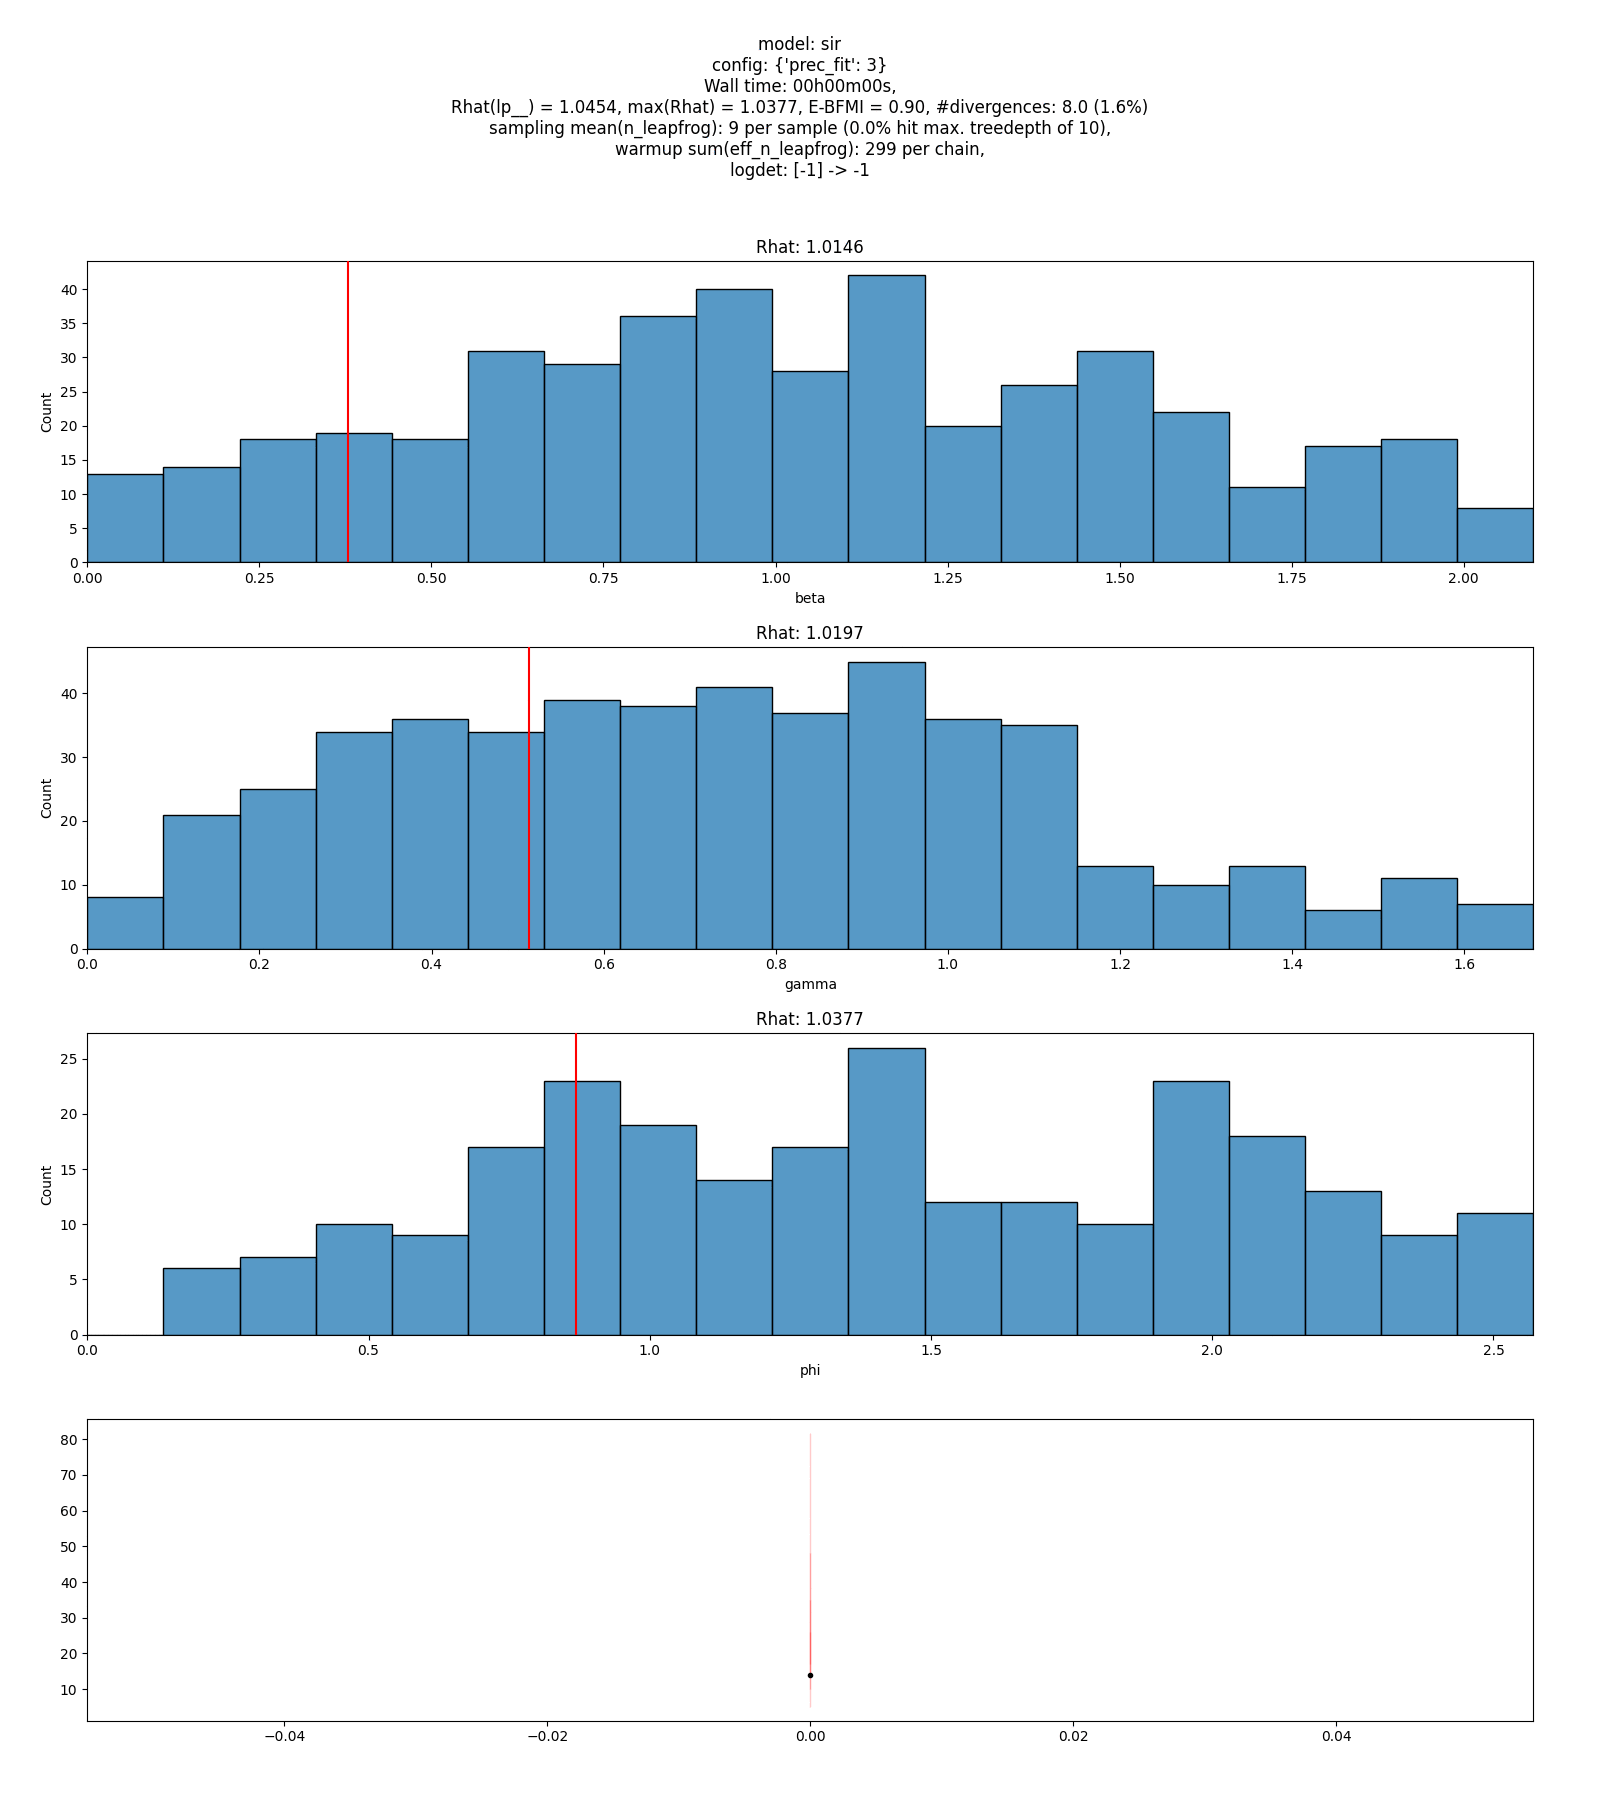 model: sir
config: {'prec_fit': 3}
Wall time: 00h00m00s,
Rhat(lp__) = 1.0454, max(Rhat) = 1.0377, E-BFMI = 0.90, #divergences: 8.0 (1.6%)
sampling mean(n_leapfrog): 9 per sample (0.0% hit max. treedepth of 10),
warmup sum(eff_n_leapfrog): 299 per chain,
logdet: [-1] -> -1
Rhat: 1.0146
40
35
30
25
20
15
10
5
0
Count
0.00 0.25 0.50 0.75 1.00 1.25 1.50 1.75 2.00
beta
Rhat: 1.0197
40
30
20
10
0
Count
0.0 0.2 0.4 0.6 0.8 1.0 1.2 1.4 1.6
gamma
Rhat: 1.0377
25
20
15
10
5
0
Count
0.0 0.5 1.0 1.5 2.0 2.5
phi
80
70
60
50
40
30
20
10
−0.04 −0.02 0.00 0.02 0.04